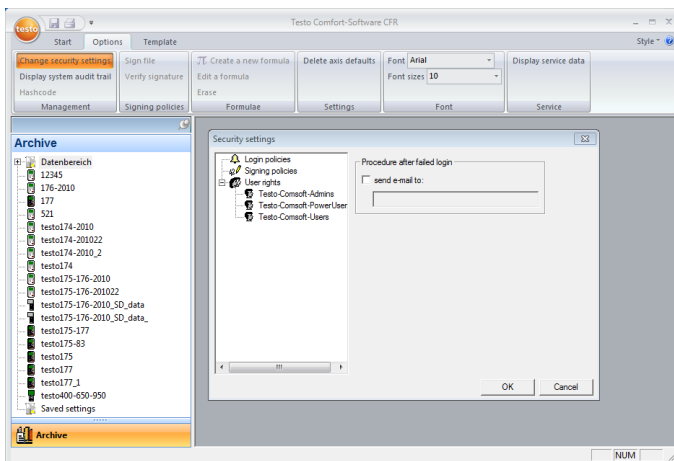 testo
Testo Comfort-Software CFR
Start Options Template Style
Change security settings Sign file Create a new formula Delete axis defaults Font Arial Display service data
Display system audit trail Verify signature Edit a formula Font sizes 10
Hashcode Erase
Management Signing policies Formulae Settings Font Service
Archive
Datenbereich
12345
176-2010
177
521
testo174-2010
testo174-201022
testo174-2010_2
testo174
testo175-176-2010
testo175-176-201022
testo175-176-2010_SD_data
testo175-176-2010_SD_data_
testo175-177
testo175-83
testo175
testo177
testo177_1
testo400-650-950
Saved settings
Archive
Security settings
Login policies
Signing policies
User rights
Testo-Comsoft-Admins
Testo-Comsoft-PowerUser
Testo-Comsoft-Users
Procedure after failed login
send e-mail to:
OK Cancel
NUM